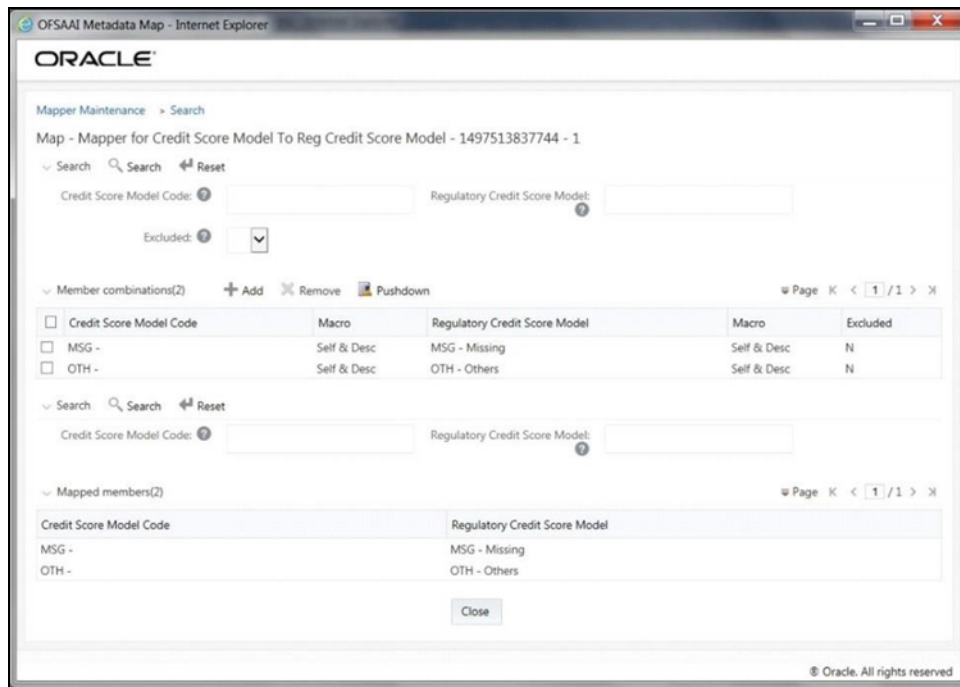 OFSAAI Metadata Map - Internet Explorer
ORACLE
Mapper Maintenance > Search
Map - Mapper for Credit Score Model To Reg Credit Score Model - 1497513837744 - 1
Search Search Reset
Credit Score Model Code: ? Regulatory Credit Score Model: ?
Excluded: ?
Member combinations(2) Add Remove Pushdown Page 1 / 1
Credit Score Model Code Macro Regulatory Credit Score Model Macro Excluded
MSG - Self & Desc MSG - Missing Self & Desc N
OTH - Self & Desc OTH - Others Self & Desc N
Search Search Reset
Credit Score Model Code: ? Regulatory Credit Score Model: ?
Mapped members(2) Page 1 / 1
Credit Score Model Code Regulatory Credit Score Model
MSG - MSG - Missing
OTH - OTH - Others
Close
® Oracle. All rights reserved